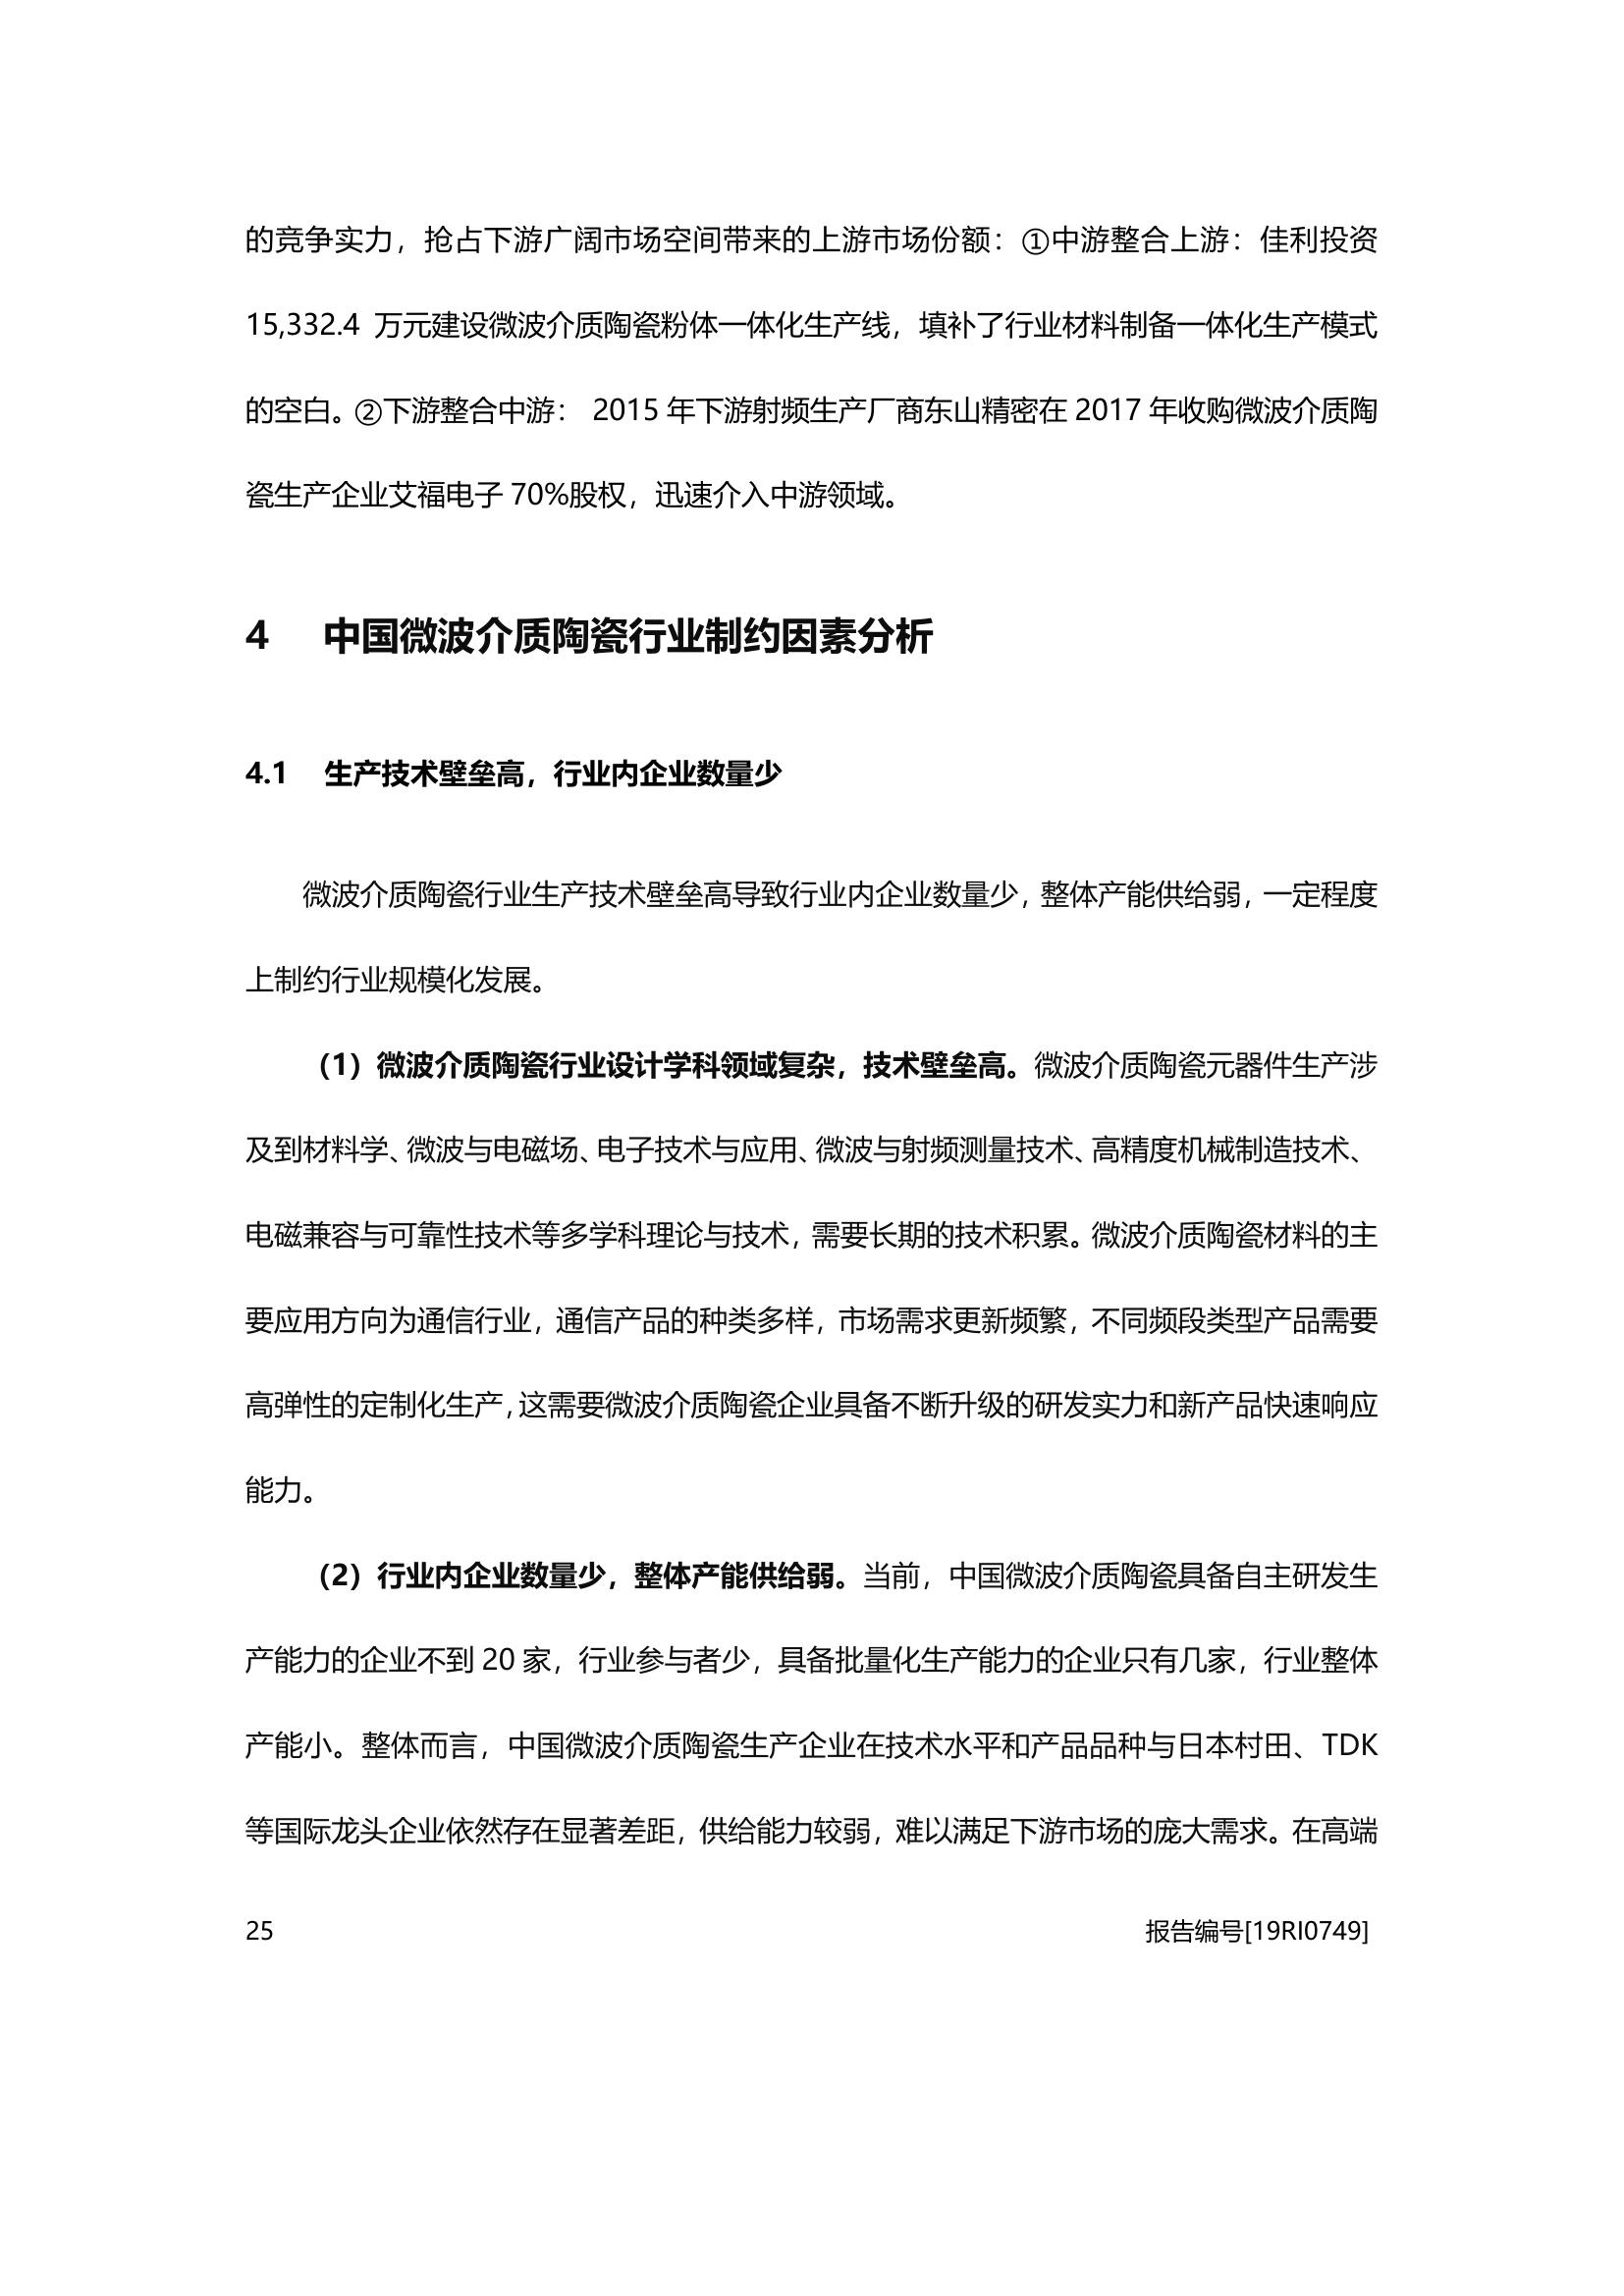 的竞争实力，抢占下游广阔市场空间带来的上游市场份额：①中游整合上游：佳利投资
15,332.4 万元建设微波介质陶瓷粉体一体化生产线，填补了行业材料制备一体化生产模式
的空白。②下游整合中游： 2015 年下游射频生产厂商东山精密在 2017 年收购微波介质陶
瓷生产企业艾福电子 70%股权，迅速介入中游领域。
4 中国微波介质陶瓷行业制约因素分析
4.1 生产技术壁垒高，行业内企业数量少
微波介质陶瓷行业生产技术壁垒高导致行业内企业数量少，整体产能供给弱，一定程度
上制约行业规模化发展。
（1）微波介质陶瓷行业设计学科领域复杂，技术壁垒高。微波介质陶瓷元器件生产涉
及到材料学、微波与电磁场、电子技术与应用、微波与射频测量技术、高精度机械制造技术、
电磁兼容与可靠性技术等多学科理论与技术，需要长期的技术积累。微波介质陶瓷材料的主
要应用方向为通信行业，通信产品的种类多样，市场需求更新频繁，不同频段类型产品需要
高弹性的定制化生产，这需要微波介质陶瓷企业具备不断升级的研发实力和新产品快速响应
能力。
（2）行业内企业数量少，整体产能供给弱。当前，中国微波介质陶瓷具备自主研发生
产能力的企业不到 20 家，行业参与者少，具备批量化生产能力的企业只有几家，行业整体
产能小。整体而言，中国微波介质陶瓷生产企业在技术水平和产品品种与日本村田、TDK
等国际龙头企业依然存在显著差距，供给能力较弱，难以满足下游市场的庞大需求。在高端
25 报告编号[19RI0749]